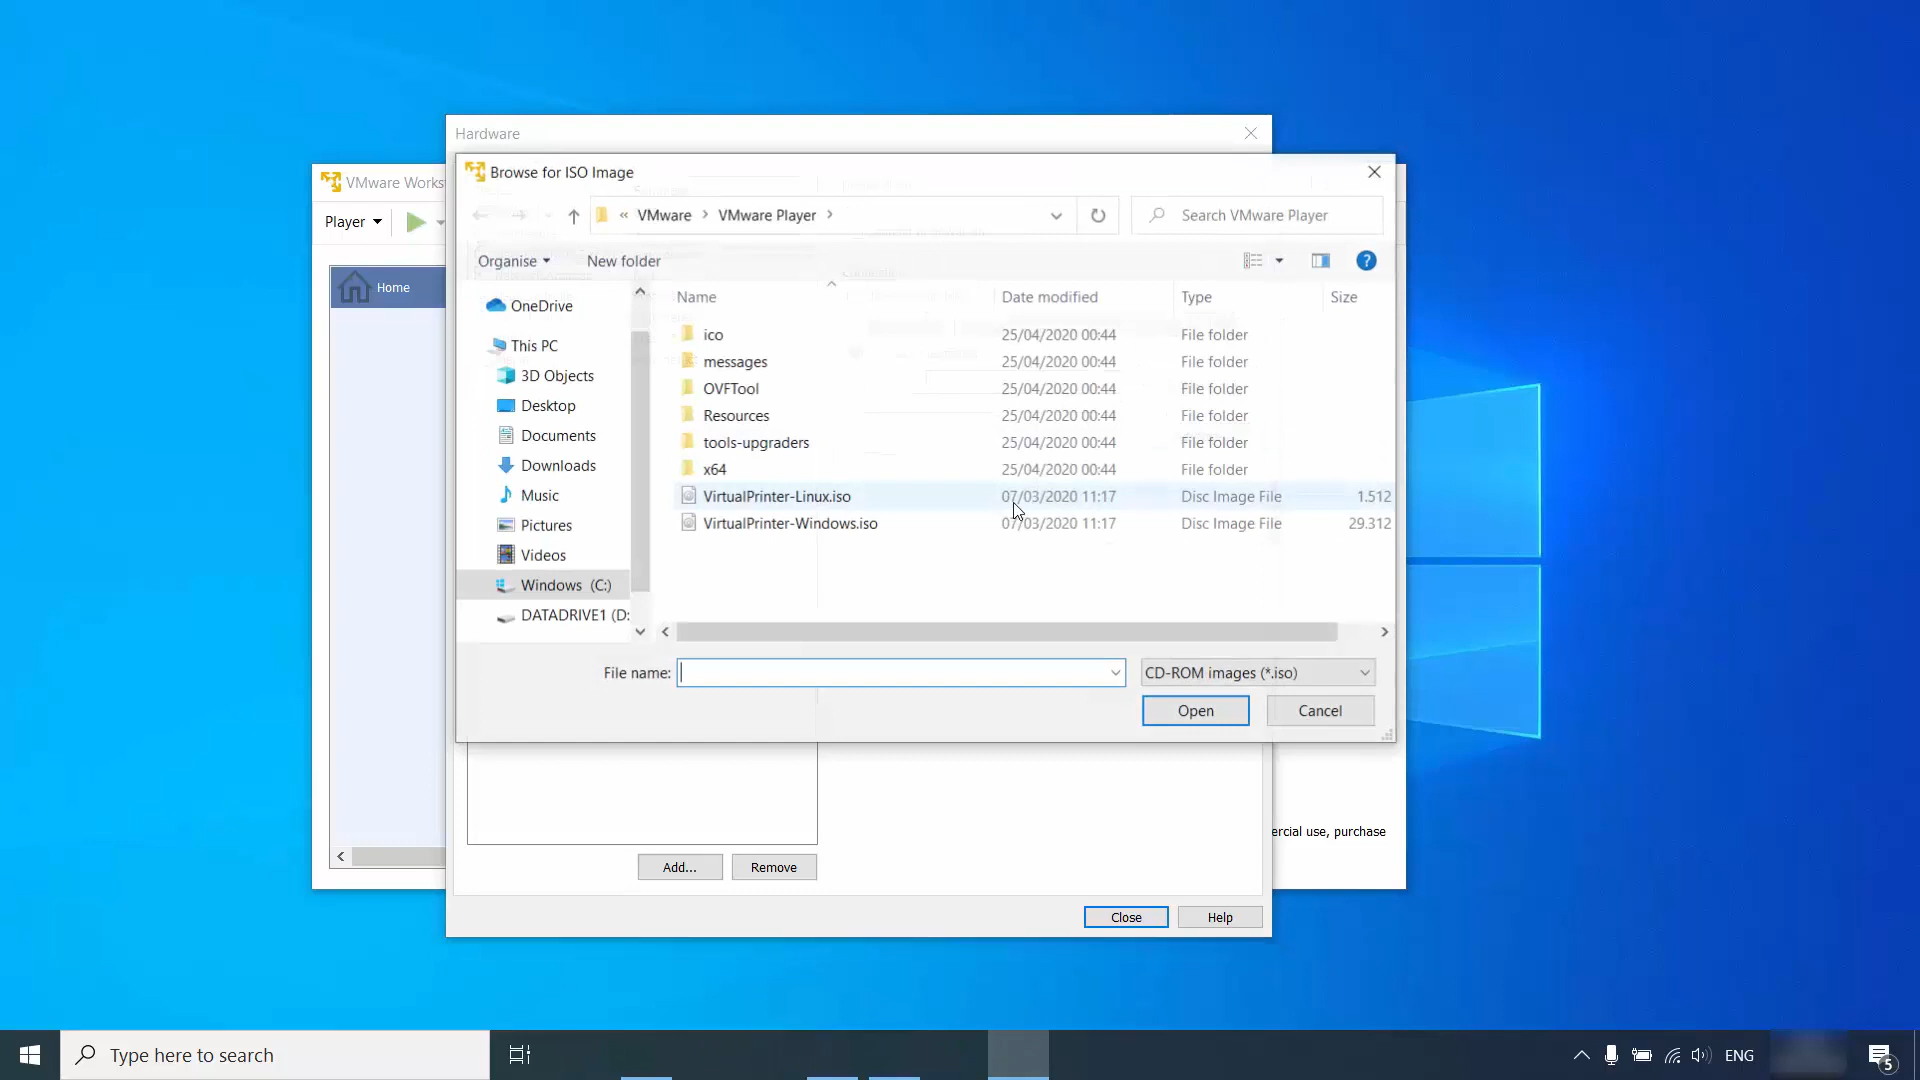 Hardware
Browse for ISO Image
VMware Works
Player
« VMware > VMware Player >
Search VMware Player
Organise
New folder
Home
Name
Date modified
Type
Size
OneDrive
This PC
3D Objects
Desktop
Documents
Downloads
Music
Pictures
Videos
Windows (C:)
DATADRIVE1 (D:
ico 25/04/2020 00:44 File folder
messages 25/04/2020 00:44 File folder
OVFTool 25/04/2020 00:44 File folder
Resources 25/04/2020 00:44 File folder
tools-upgraders 25/04/2020 00:44 File folder
x64 25/04/2020 00:44 File folder
VirtualPrinter-Linux.iso 07/03/2020 11:17 Disc Image File 1.512
VirtualPrinter-Windows.iso 07/03/2020 11:17 Disc Image File 29.312
File name:
CD-ROM images (*.iso)
Open
Cancel
ercial use, purchase
Add...
Remove
Close
Help
Type here to search
ENG
5